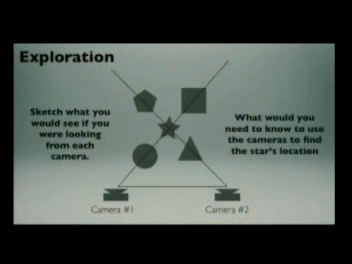 Exploration
Sketch what you
would see if you
were looking
from each
camera.
What would you
need to know to use
the cameras to find
the star's location
Camera #1
Camera #2